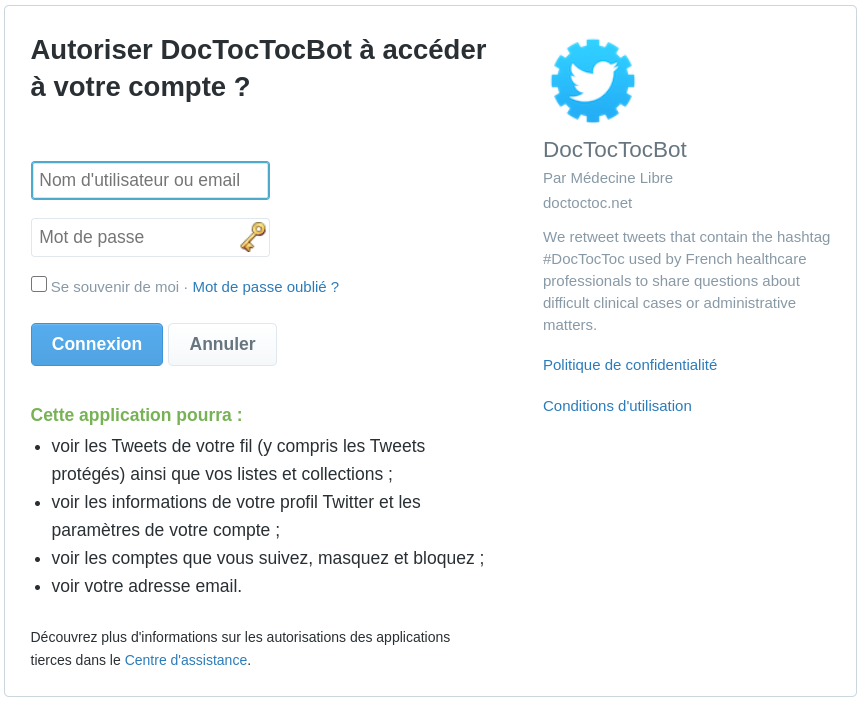 Autoriser DocTocTocBot à accéder
à votre compte ?
Nom d'utilisateur ou email
Mot de passe
Se souvenir de moi · Mot de passe oublié ?
Connexion
Annuler
Cette application pourra :
voir les Tweets de votre fil (y compris les Tweets
protégés) ainsi que vos listes et collections ;
voir les informations de votre profil Twitter et les
paramètres de votre compte ;
voir les comptes que vous suivez, masquez et bloquez ;
voir votre adresse email.
Découvrez plus d'informations sur les autorisations des applications
tierces dans le Centre d'assistance.
DocTocTocBot
Par Médecine Libre
doctoctoc.net
We retweet tweets that contain the hashtag
#DocTocToc used by French healthcare
professionals to share questions about
difficult clinical cases or administrative
matters.
Politique de confidentialité
Conditions d'utilisation